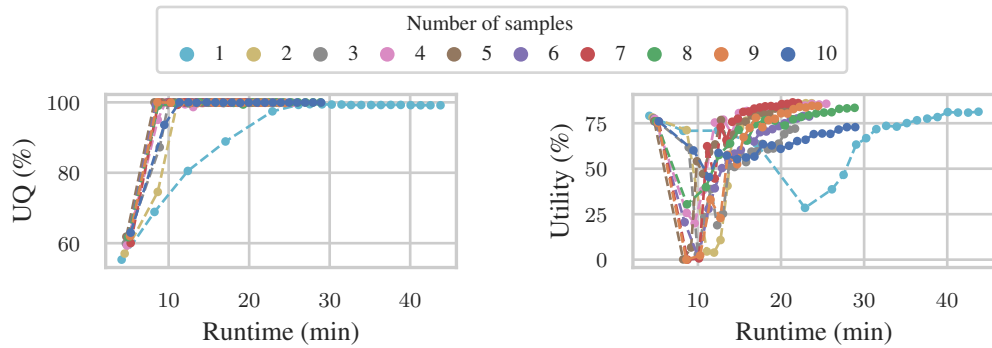 Number of samples
1 2 3 4 5 6 7 8 9 10
UQ (%)
100
80
60
10 20 30 40
Runtime (min)
Utility (%)
75
50
25
0
10 20 30 40
Runtime (min)